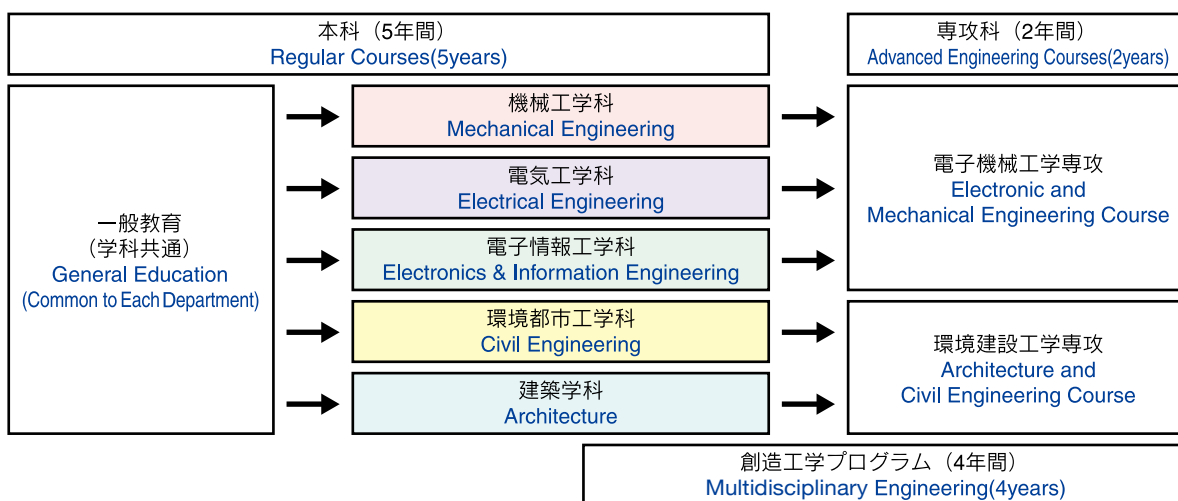 本科（5年間）
Regular Courses(5years)
専攻科（2年間）
Advanced Engineering Courses(2years)
一般教育
（学科共通）
General Education
(Common to Each Department)
機械工学科
Mechanical Engineering
電気工学科
Electrical Engineering
電子情報工学科
Electronics & Information Engineering
環境都市工学科
Civil Engineering
建築学科
Architecture
電子機械工学専攻
Electronic and
Mechanical Engineering Course
環境建設工学専攻
Architecture and
Civil Engineering Course
創造工学プログラム（4年間）
Multidisciplinary Engineering(4years)